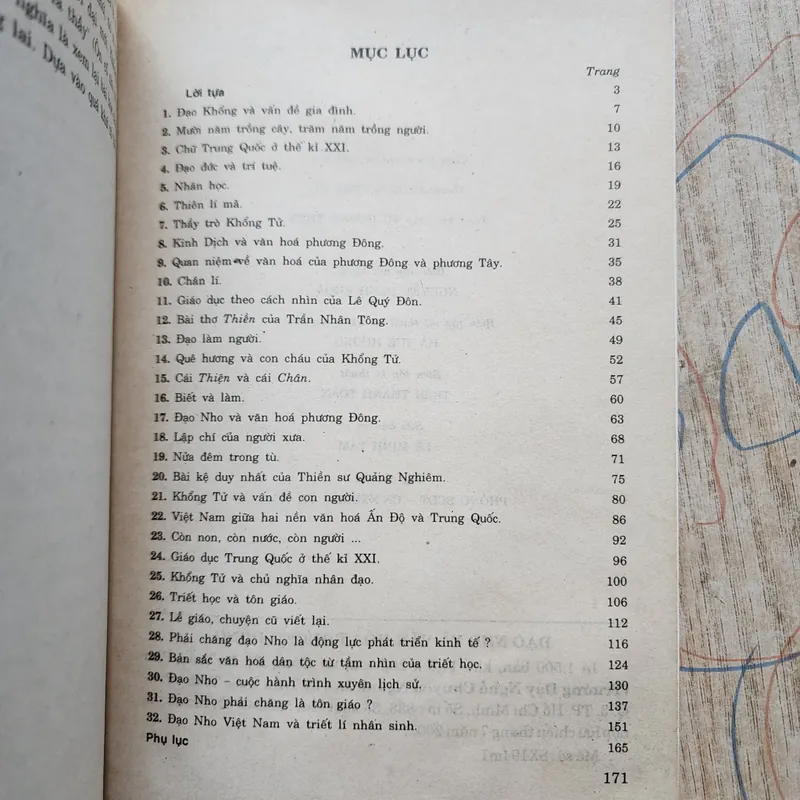 MỤC LỤC
Trang
Lời tựa 3
1. Đạo Khổng và vấn đề gia đình. 7
2. Mười năm trồng cây, trăm năm trồng người. 10
3. Chữ Trung Quốc ở thế kỉ XXI. 13
4. Đạo đức và trí tuệ. 16
5. Nhân học. 19
6. Thiên lí mã. 22
7. Thầy trò Khổng Tử. 25
8. Kinh Dịch và văn hoá phương Đông. 31
9. Quan niệm về văn hoá của phương Đông và phương Tây. 35
10. Chân lí. 38
11. Giáo dục theo cách nhìn của Lê Quý Đôn. 41
12. Bài thơ Thiền của Trần Nhân Tông. 45
13. Đạo làm người. 49
14. Quê hương và con cháu của Khổng Tử. 52
15. Cái Thiện và cái Chân. 57
16. Biết và làm. 60
17. Đạo Nho và văn hoá phương Đông. 63
18. Lập chí của người xưa. 68
19. Nửa đêm trong tù. 71
20. Bài kệ duy nhất của Thiền sư Quảng Nghiêm. 75
21. Khổng Tử và vấn đề con người. 80
22. Việt Nam giữa hai nền văn hoá Ấn Độ và Trung Quốc. 86
23. Còn non, còn nước, còn người ... 92
24. Giáo dục Trung Quốc ở thế kỉ XXI. 96
25. Khổng Tử và chủ nghĩa nhân đạo. 100
26. Triết học và tôn giáo. 106
27. Lễ giáo, chuyện cũ viết lại. 112
28. Phải chăng đạo Nho là động lực phát triển kinh tế ? 116
29. Bản sắc văn hoá dân tộc từ tầm nhìn của triết học. 124
30. Đạo Nho – cuộc hành trình xuyên lịch sử. 130
31. Đạo Nho phải chăng là tôn giáo ? 137
32. Đạo Nho Việt Nam và triết lí nhân sinh. 151
Phụ lục 165
171